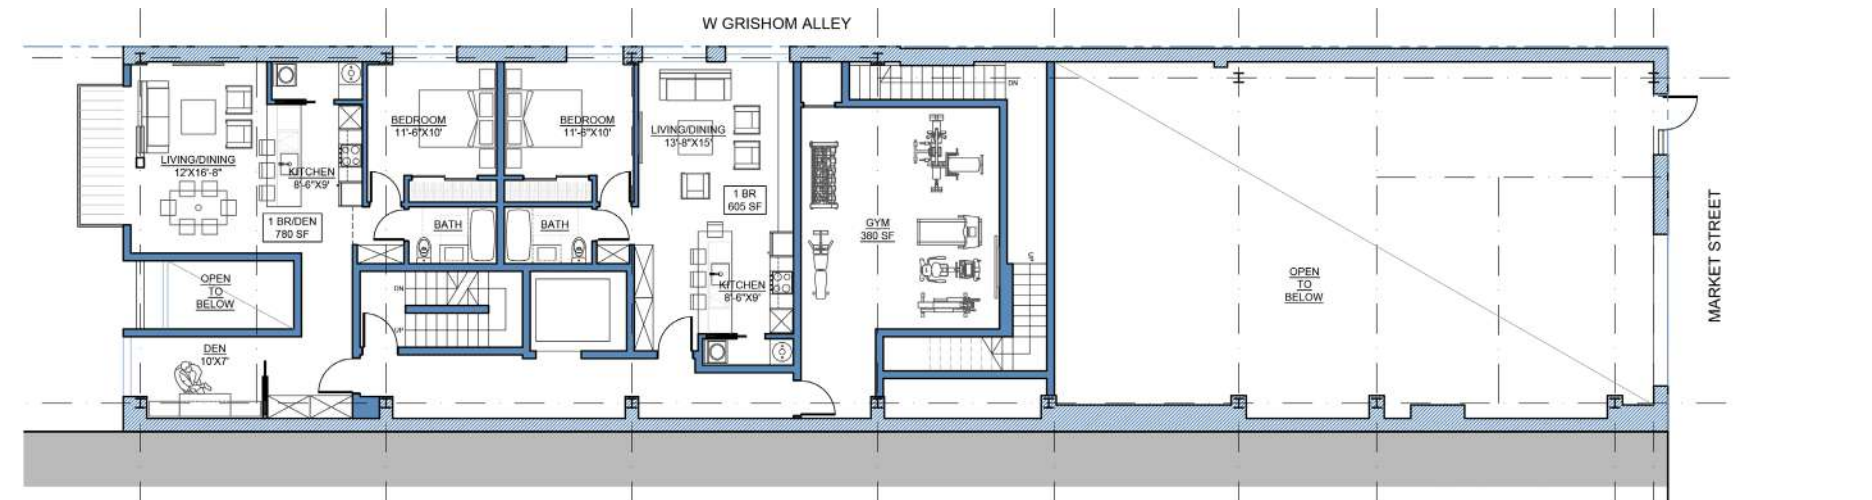 W GRISHOM ALLEY
LIVING/DINING
12'X16'-8"
KITCHEN
8'-6"X9'
1 BR/DEN
780 SF
BEDROOM
11'-6"X10'
BATH
BEDROOM
11'-6"X10'
BATH
LIVING/DINING
13'-8"X15'
1 BR
605 SF
KITCHEN
8'-6"X9'
OPEN
TO
BELOW
DEN
10'X7'
DN
UP
GYM
380 SF
DN
UP
OPEN
TO
BELOW
MARKET STREET